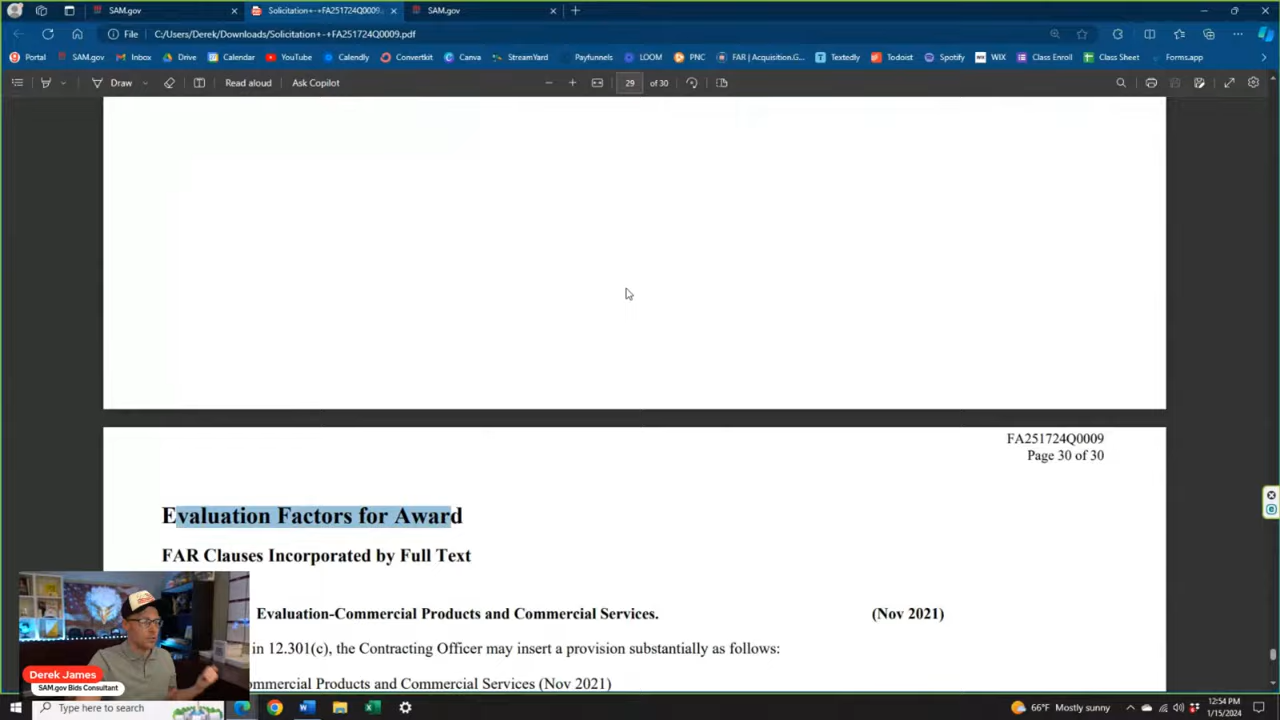 SAM.gov
Solicitation+-+FA251724Q0009.
SAM.gov
File
C:/Users/Derek/Downloads/Solicitation+-+FA251724Q0009.pdf
Portal
SAM.gov
Inbox
Drive
Calendar
YouTube
Calendly
Convertkit
Canva
StreamYard
Payfunnels
LOOM
PNC
FAR | Acquisition.G...
Textedly
Todoist
Spotify
WIX
Class Enroll
Class Sheet
Forms.app
Draw
Read aloud
Ask Copilot
29
of 30
FA251724Q0009
Page 30 of 30
Evaluation Factors for Award
FAR Clauses Incorporated by Full Text
Evaluation-Commercial Products and Commercial Services. (Nov 2021)
in 12.301(c), the Contracting Officer may insert a provision substantially as follows:
mmercial Products and Commercial Services (Nov 2021)
Derek James
SAM.gov Bids Consultant
Type here to search
66°F Mostly sunny
12:54 PM
1/15/2024